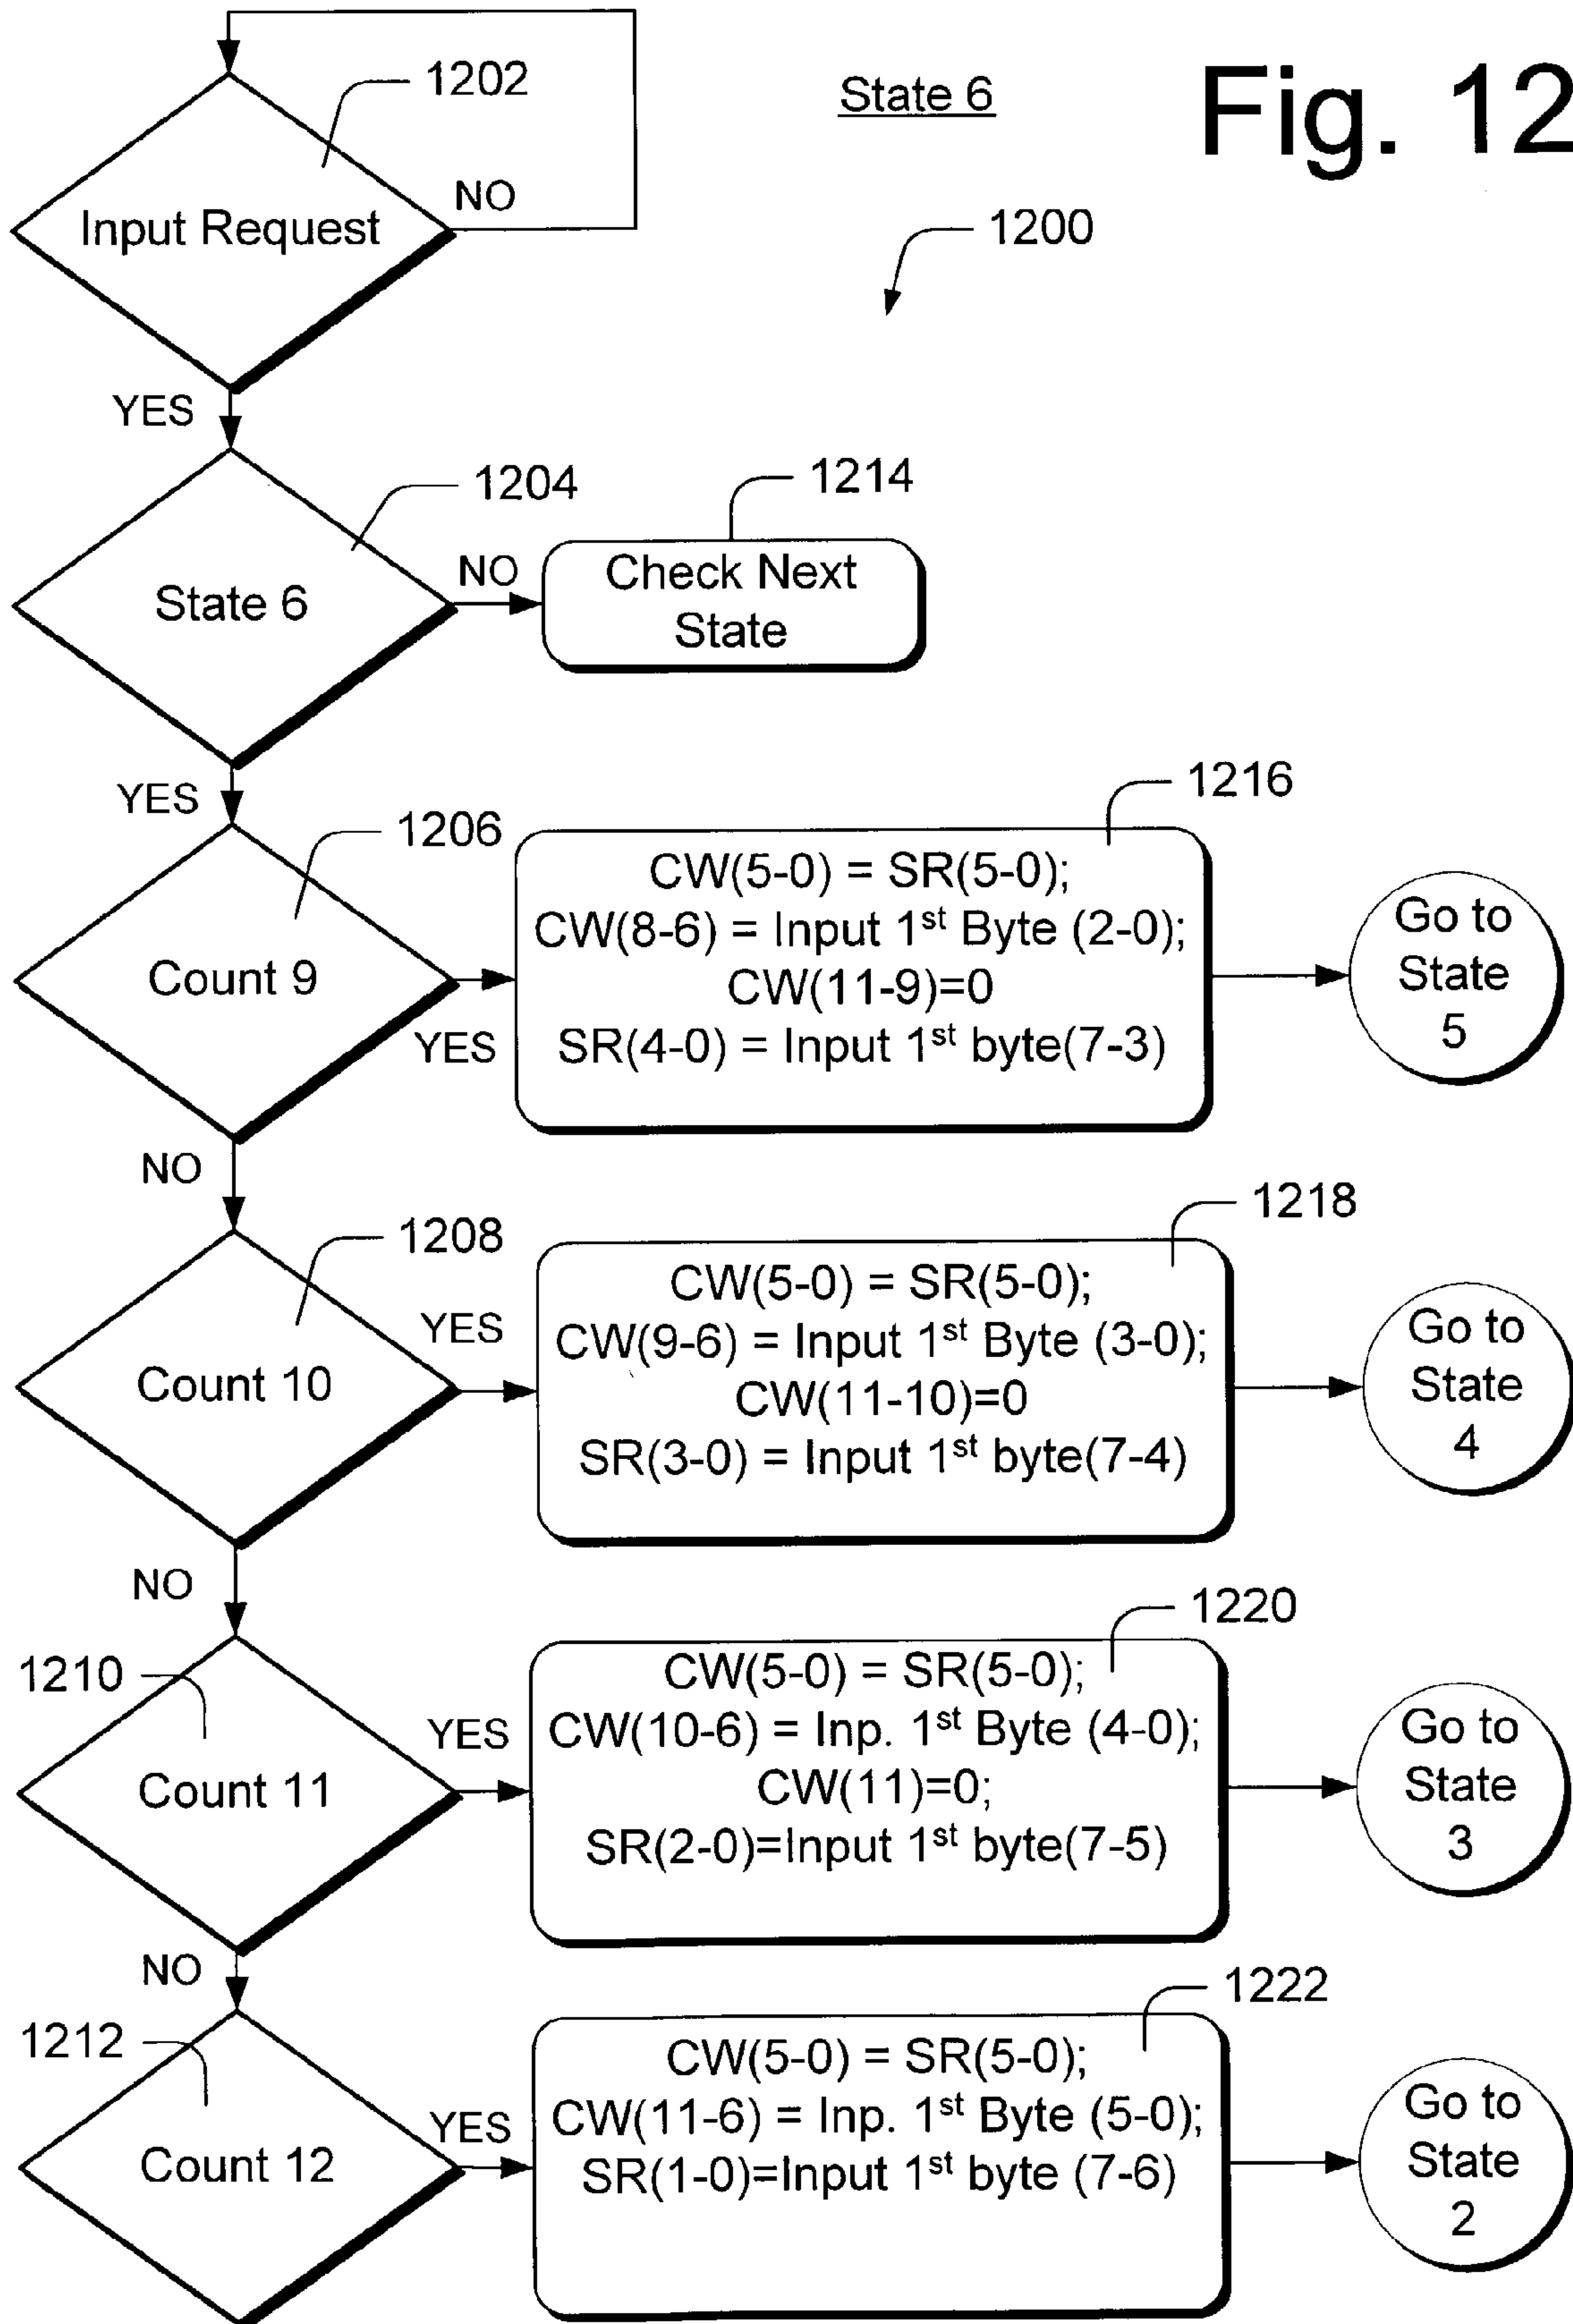 Fig. 12
State 6
1200
1202
Input Request
NO
YES
1204
State 6
NO
1214
Check Next
State
YES
1206
Count 9
YES
1216
CW(5-0) = SR(5-0);
CW(8-6) = Input 1st Byte (2-0);
CW(11-9)=0
SR(4-0) = Input 1st byte(7-3)
Go to
State
5
NO
1208
Count 10
YES
1218
CW(5-0) = SR(5-0);
CW(9-6) = Input 1st Byte (3-0);
CW(11-10)=0
SR(3-0) = Input 1st byte(7-4)
Go to
State
4
NO
1210
Count 11
YES
1220
CW(5-0) = SR(5-0);
CW(10-6) = Inp. 1st Byte (4-0);
CW(11)=0;
SR(2-0)=Input 1st byte(7-5)
Go to
State
3
NO
1212
Count 12
YES
1222
CW(5-0) = SR(5-0);
CW(11-6) = Inp. 1st Byte (5-0);
SR(1-0)=Input 1st byte (7-6)
Go to
State
2